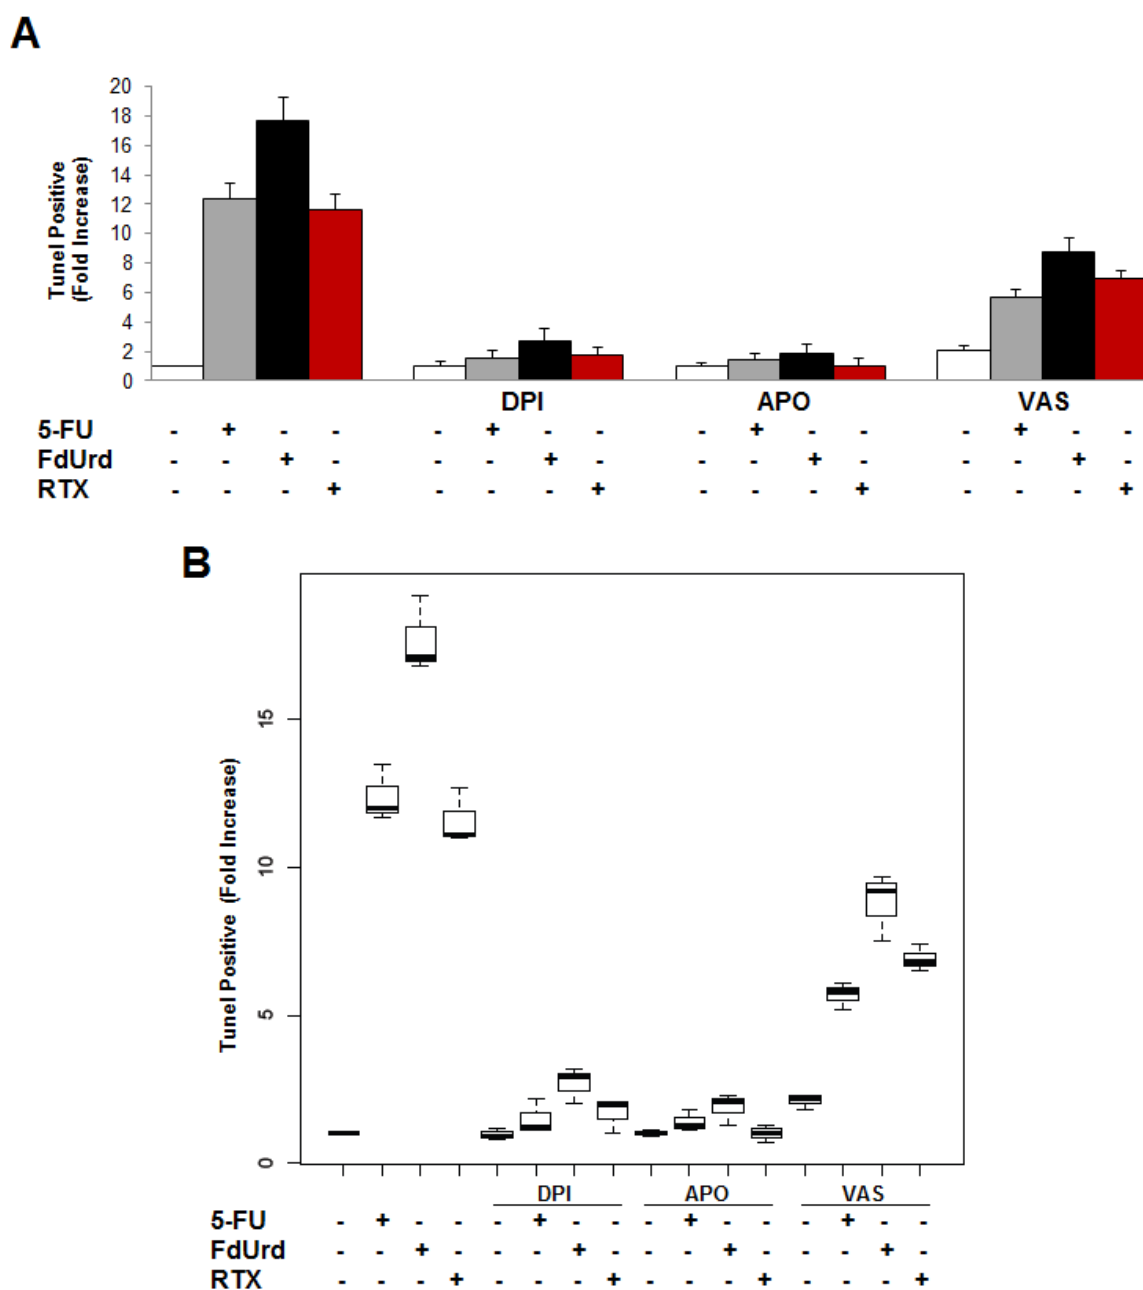 A
Tunel Positive
(Fold Increase)
20
18
16
14
12
10
8
6
4
2
0
DPI APO VAS
5-FU - + - - - + - - - + - - - + - -
FdUrd - - + - - - + - - - + - - - + -
RTX - - - + - - - + - - - + - - - +
B
Tunel Positive (Fold Increase)
15
10
5
0
DPI APO VAS
5-FU - + - - - + - - - + - - - + - -
FdUrd - - + - - - + - - - + - - - + -
RTX - - - + - - - + - - - + - - - +